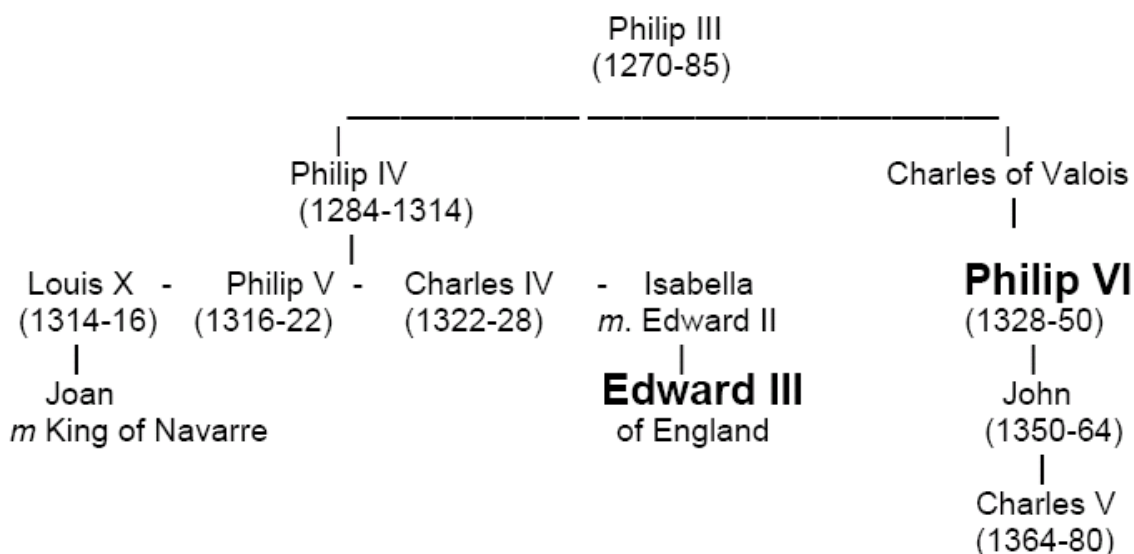 Philip III
(1270-85)
Philip IV Charles of Valois
(1284-1314)
Louis X - Philip V - Charles IV - Isabella Philip VI
(1314-16) (1316-22) (1322-28) m. Edward II (1328-50)
Joan Edward III John
m King of Navarre of England (1350-64)
Charles V
(1364-80)